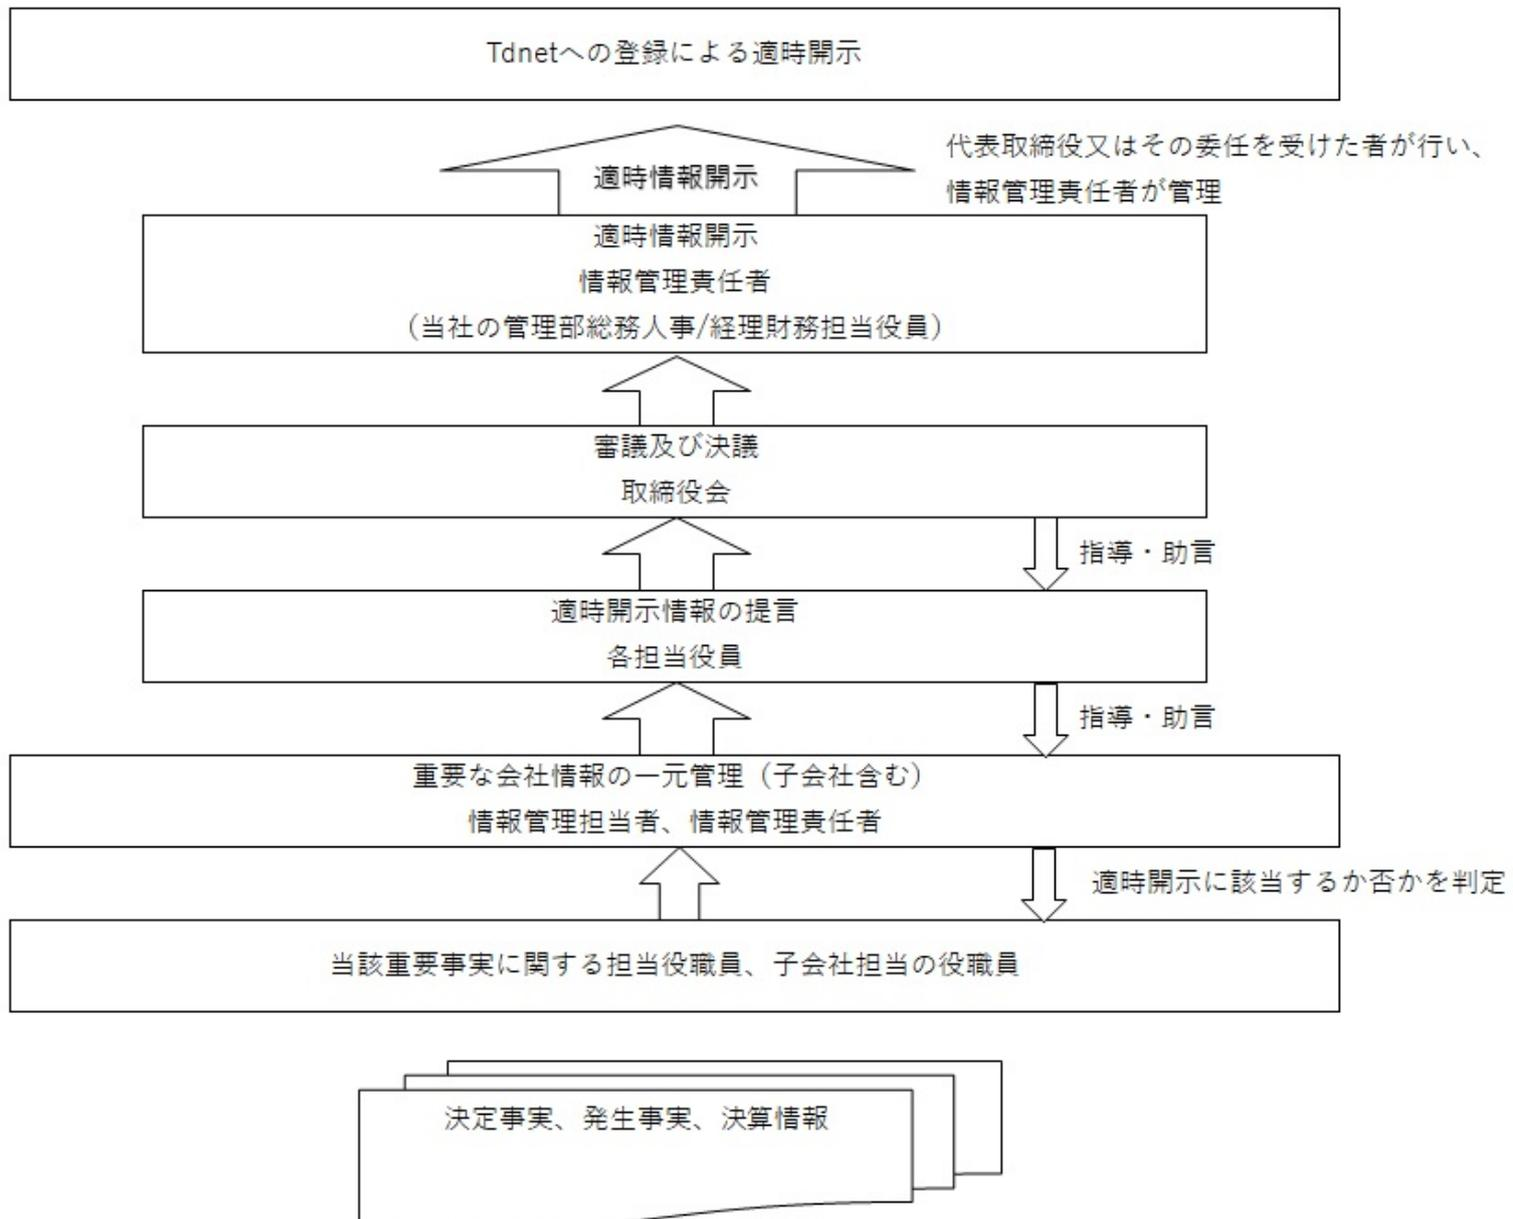 Tdnetへの登録による適時開示
代表取締役又はその委任を受けた者が行い、
適時情報開示
情報管理責任者が管理
適時情報開示
情報管理責任者
（当社の管理部総務人事/経理財務担当役員）
審議及び決議
取締役会
指導・助言
適時開示情報の提言
各担当役員
指導・助言
重要な会社情報の一元管理（子会社含む）
情報管理担当者、情報管理責任者
適時開示に該当するか否かを判定
当該重要事実に関する担当役職員、子会社担当の役職員
決定事実、発生事実、決算情報